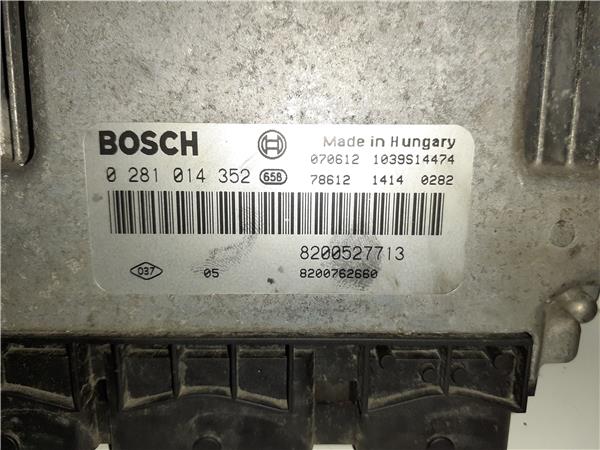 BOSCH
Made in Hungary
070612 1039S14474
0 281 014 352 658
78612 1414 0282
8200527713
037 05 8200762660